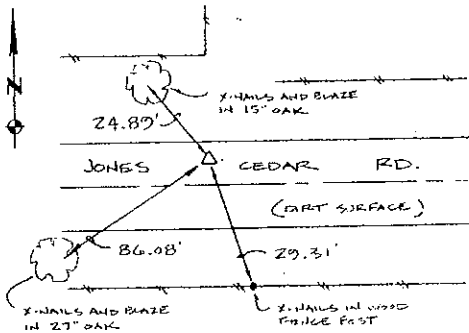 N
X-NAILS AND BLAZE
IN 15" OAK
24.89'
JONES CEDAR RD.
(DIRT SURFACE)
86.08'
29.31'
X-NAILS AND BLAZE
IN 27" OAK
X-NAILS IN WOOD
FENCE POST